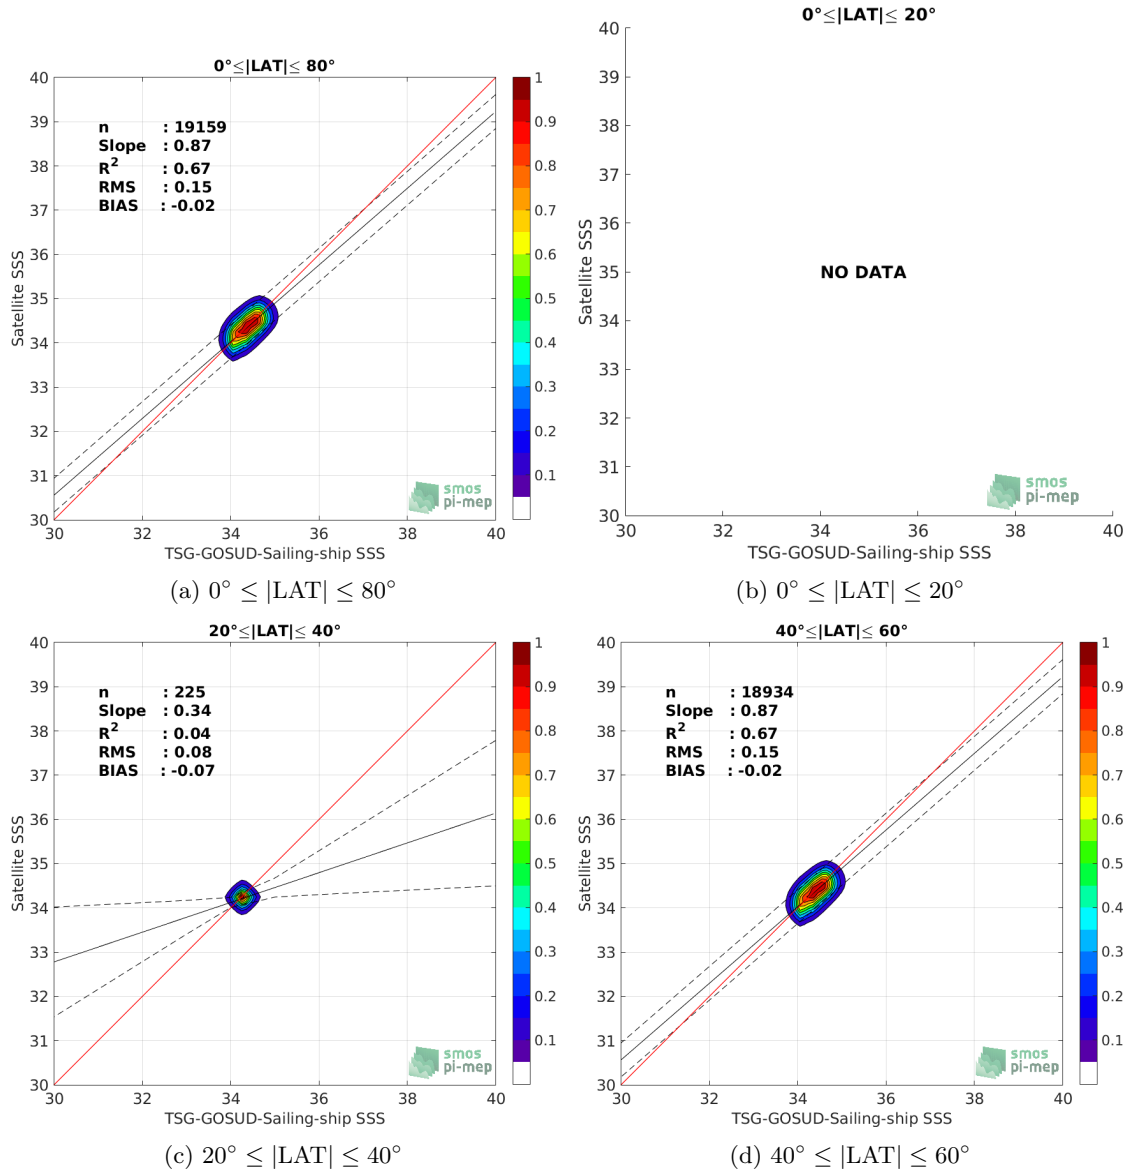 0°≤|LAT|≤ 80°
n : 19159
Slope : 0.87
R² : 0.67
RMS : 0.15
BIAS : -0.02
40
39
38
37
36
35
34
33
32
31
30
Satellite SSS
30 32 34 36 38 40
TSG-GOSUD-Sailing-ship SSS
1
0.9
0.8
0.7
0.6
0.5
0.4
0.3
0.2
0.1
smos
pi-mep
(a) 0° ≤ |LAT| ≤ 80°
0°≤|LAT|≤ 20°
NO DATA
40
39
38
37
36
35
34
33
32
31
30
Satellite SSS
30 32 34 36 38 40
TSG-GOSUD-Sailing-ship SSS
smos
pi-mep
(b) 0° ≤ |LAT| ≤ 20°
20°≤|LAT|≤ 40°
n : 225
Slope : 0.34
R² : 0.04
RMS : 0.08
BIAS : -0.07
40
39
38
37
36
35
34
33
32
31
30
Satellite SSS
30 32 34 36 38 40
TSG-GOSUD-Sailing-ship SSS
1
0.9
0.8
0.7
0.6
0.5
0.4
0.3
0.2
0.1
smos
pi-mep
(c) 20° ≤ |LAT| ≤ 40°
40°≤|LAT|≤ 60°
n : 18934
Slope : 0.87
R² : 0.67
RMS : 0.15
BIAS : -0.02
40
39
38
37
36
35
34
33
32
31
30
Satellite SSS
30 32 34 36 38 40
TSG-GOSUD-Sailing-ship SSS
1
0.9
0.8
0.7
0.6
0.5
0.4
0.3
0.2
0.1
smos
pi-mep
(d) 40° ≤ |LAT| ≤ 60°